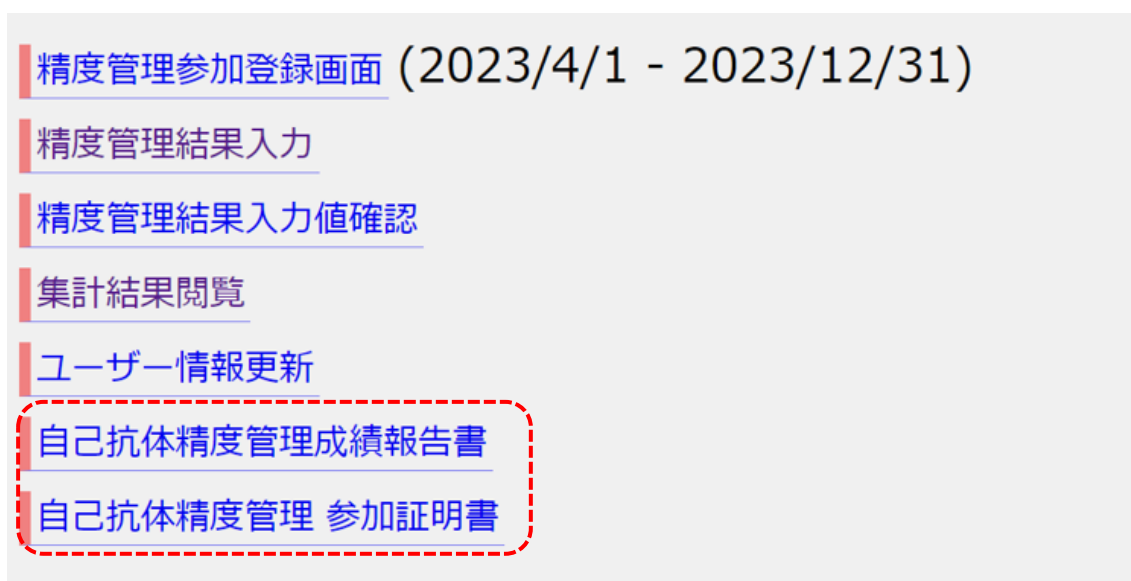 精度管理参加登録画面 (2023/4/1 - 2023/12/31)
精度管理結果入力
精度管理結果入力値確認
集計結果閲覧
ユーザー情報更新
自己抗体精度管理成績報告書
自己抗体精度管理 参加証明書